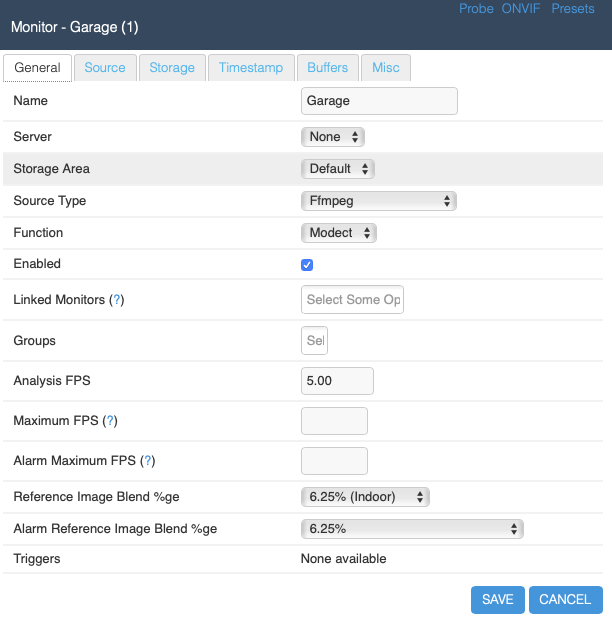 Probe ONVIF Presets
Monitor - Garage (1)
General Source Storage Timestamp Buffers Misc
Name Garage
Server None
Storage Area Default
Source Type Ffmpeg
Function Modect
Enabled
Linked Monitors (?) Select Some Op
Groups Sel
Analysis FPS 5.00
Maximum FPS (?)
Alarm Maximum FPS (?)
Reference Image Blend %ge 6.25% (Indoor)
Alarm Reference Image Blend %ge 6.25%
Triggers None available
SAVE CANCEL